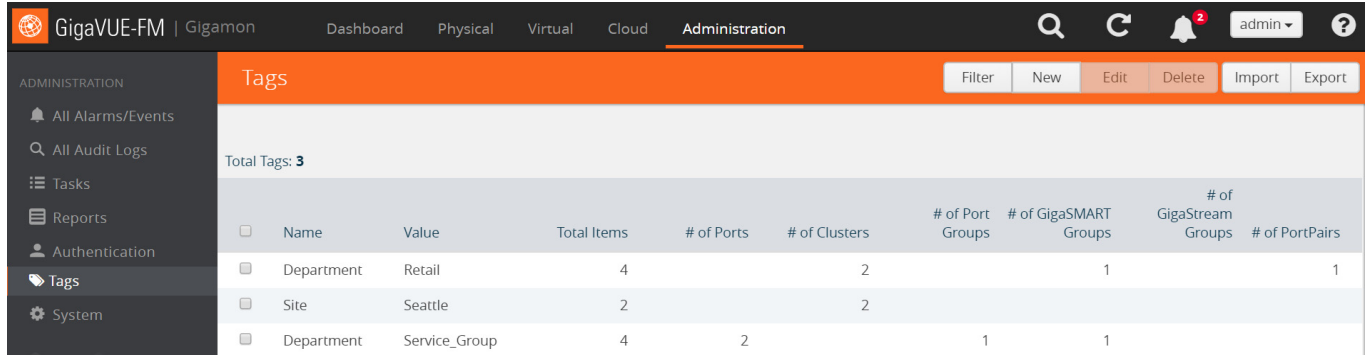 GigaVUE-FM | Gigamon Dashboard Physical Virtual Cloud Administration 2 admin ?
ADMINISTRATION
All Alarms/Events
All Audit Logs
Tasks
Reports
Authentication
Tags
System
Tags Filter New Edit Delete Import Export
Total Tags: 3
Name Value Total Items # of Ports # of Clusters # of Port Groups # of GigaSMART Groups # of GigaStream Groups # of PortPairs
Department Retail 4 2 1 1
Site Seattle 2 2
Department Service_Group 4 2 1 1